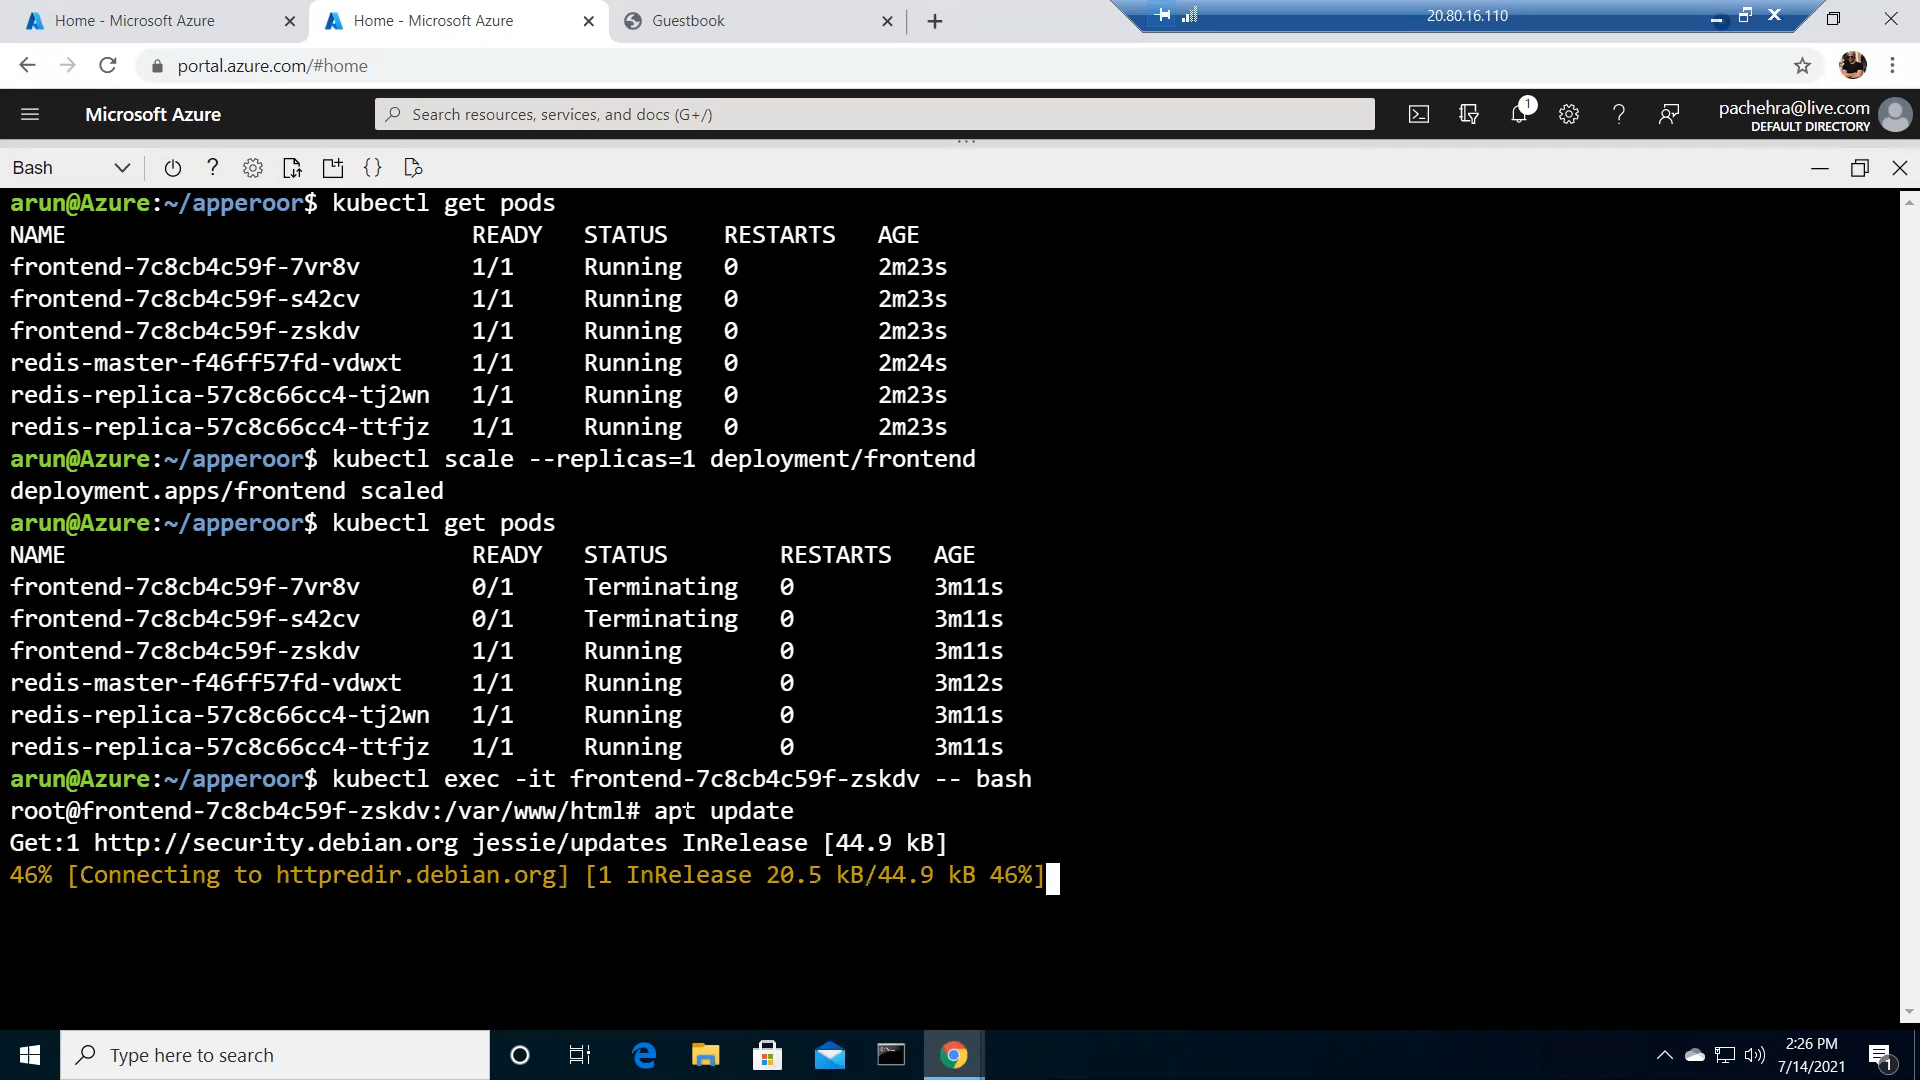 Home - Microsoft Azure
Home - Microsoft Azure
Guestbook
20.80.16.110
portal.azure.com/#home
Microsoft Azure
Search resources, services, and docs (G+/)
1
pachehra@live.com
DEFAULT DIRECTORY
Bash
arun@Azure:~/apperoor$ kubectl get pods
NAME READY STATUS RESTARTS AGE
frontend-7c8cb4c59f-7vr8v 1/1 Running 0 2m23s
frontend-7c8cb4c59f-s42cv 1/1 Running 0 2m23s
frontend-7c8cb4c59f-zskdv 1/1 Running 0 2m23s
redis-master-f46ff57fd-vdwxt 1/1 Running 0 2m24s
redis-replica-57c8c66cc4-tj2wn 1/1 Running 0 2m23s
redis-replica-57c8c66cc4-ttfjz 1/1 Running 0 2m23s
arun@Azure:~/apperoor$ kubectl scale --replicas=1 deployment/frontend
deployment.apps/frontend scaled
arun@Azure:~/apperoor$ kubectl get pods
NAME READY STATUS RESTARTS AGE
frontend-7c8cb4c59f-7vr8v 0/1 Terminating 0 3m11s
frontend-7c8cb4c59f-s42cv 0/1 Terminating 0 3m11s
frontend-7c8cb4c59f-zskdv 1/1 Running 0 3m11s
redis-master-f46ff57fd-vdwxt 1/1 Running 0 3m12s
redis-replica-57c8c66cc4-tj2wn 1/1 Running 0 3m11s
redis-replica-57c8c66cc4-ttfjz 1/1 Running 0 3m11s
arun@Azure:~/apperoor$ kubectl exec -it frontend-7c8cb4c59f-zskdv -- bash
root@frontend-7c8cb4c59f-zskdv:/var/www/html# apt update
Get:1 http://security.debian.org jessie/updates InRelease [44.9 kB]
46% [Connecting to httpredir.debian.org] [1 InRelease 20.5 kB/44.9 kB 46%]
Type here to search
2:26 PM
7/14/2021
1